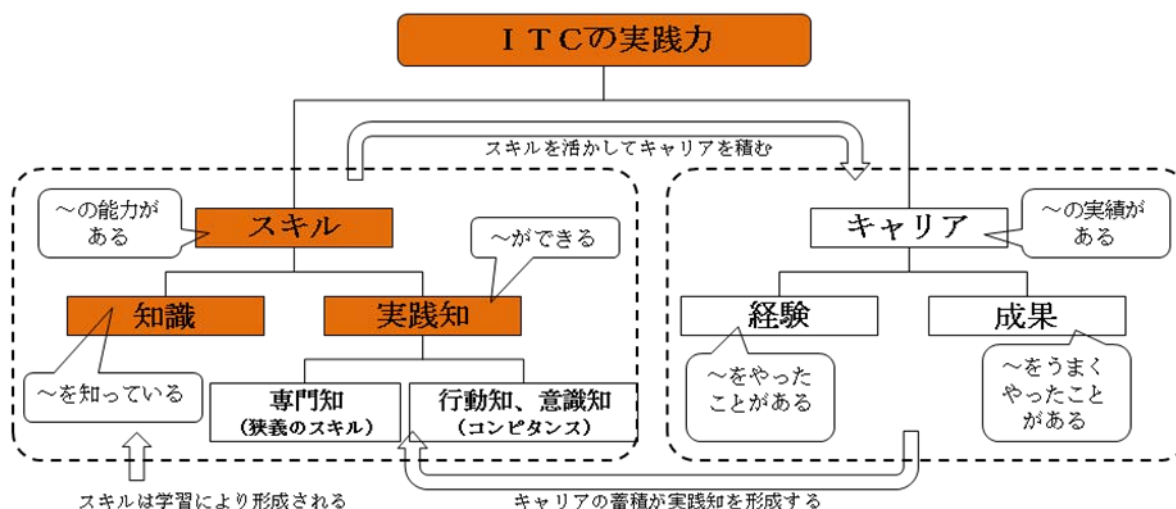 ITCの実践力
スキルを活かしてキャリアを積む
~の能力が
ある
スキル
~ができる
キャリア
~の実績が
ある
知識
実践知
経験
成果
~を知っている
専門知
(狭義のスキル)
行動知、意識知
(コンピタンス)
~をやった
ことがある
~をうまく
やったこと
がある
スキルは学習により形成される
キャリアの蓄積が実践知を形成する